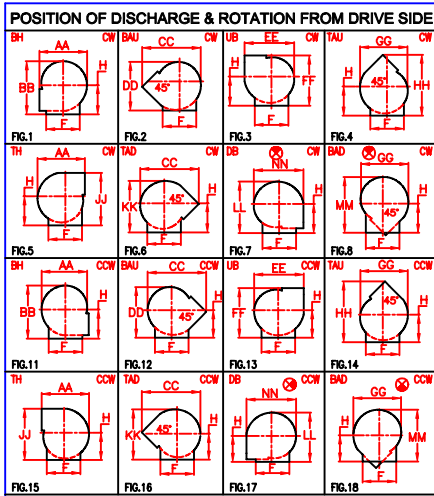 POSITION OF DISCHARGE & ROTATION FROM DRIVE SIDE
BH AA CW
BB H
F
FIG.1
BAU CC CW
DD 45° H
F
FIG.2
UB EE CW
H FF
F
FIG.3
TAU GG CW
45° H HH
F
FIG.4
TH AA CW
H JJ
F
FIG.5
TAD CC CW
KK 45° H
F
FIG.6
DB NN CW
LL H
F
FIG.7
BAD GG CW
MM 45° H
F
FIG.8
BH AA CCW
BB H
F
FIG.11
BAU CC CCW
DD 45° H
F
FIG.12
UB EE CCW
FF H
F
FIG.13
TAU GG CCW
HH 45° H
F
FIG.14
TH AA CCW
JJ H
F
FIG.15
TAD CC CCW
KK 45° H
F
FIG.16
DB NN CCW
H LL
F
FIG.17
BAD GG CCW
H MM
F
FIG.18